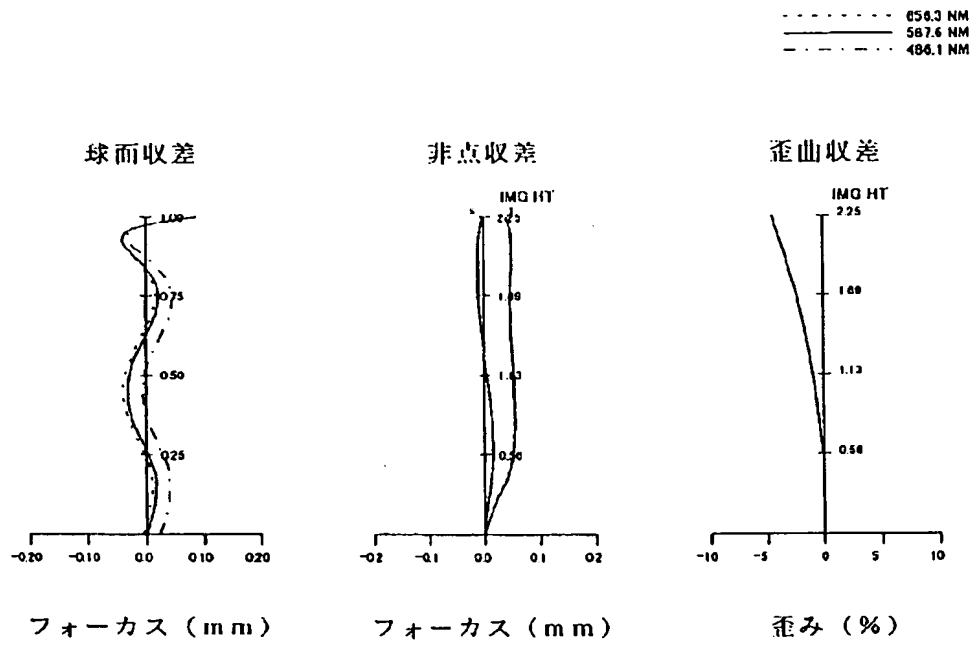 656.3 NM
587.6 NM
486.1 NM
球面収差
非点収差
歪曲収差
IMG HT
IMG HT
1.00
0.75
0.50
0.25
-0.20 -0.10 0.0 0.10 0.20
2.25
1.69
1.13
0.56
-0.2 -0.1 0.0 0.1 0.2
2.25
1.69
1.13
0.56
-10 -5 0 5 10
フォーカス (mm)
フォーカス (mm)
歪み (%)